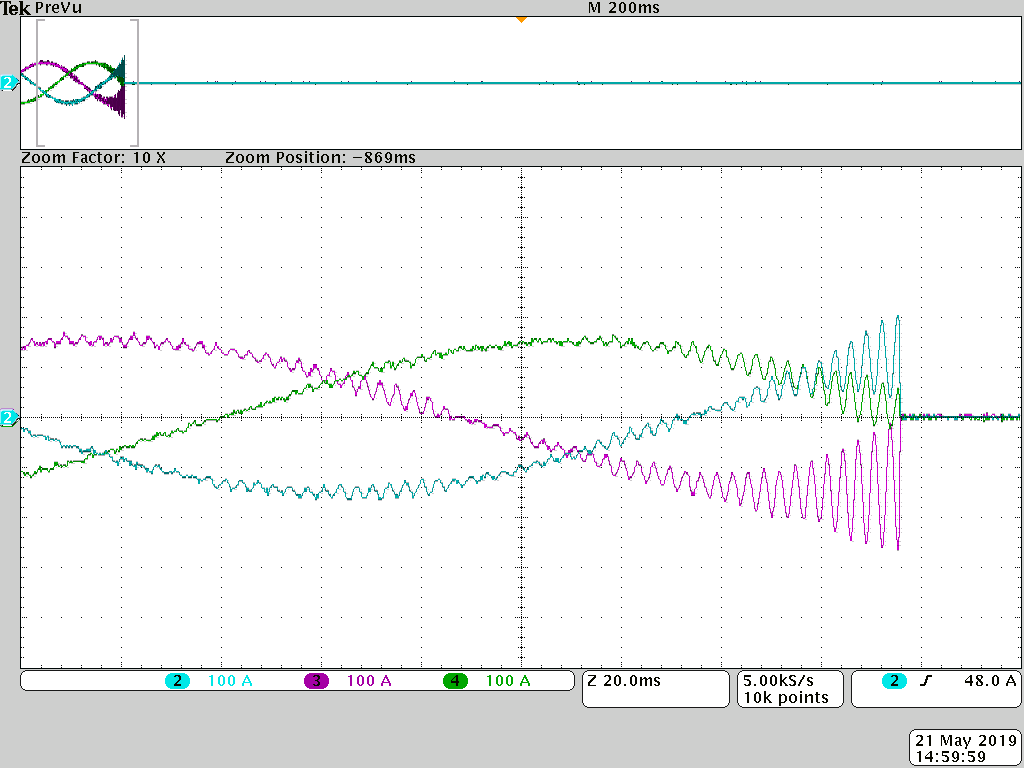 Tek PreVu M 200ms
2
Zoom Factor: 10 X Zoom Position: −869ms
2
2 100 A 3 100 A 4 100 A Z 20.0ms 5.00kS/s 2 48.0 A
10k points
21 May 2019
14:59:59